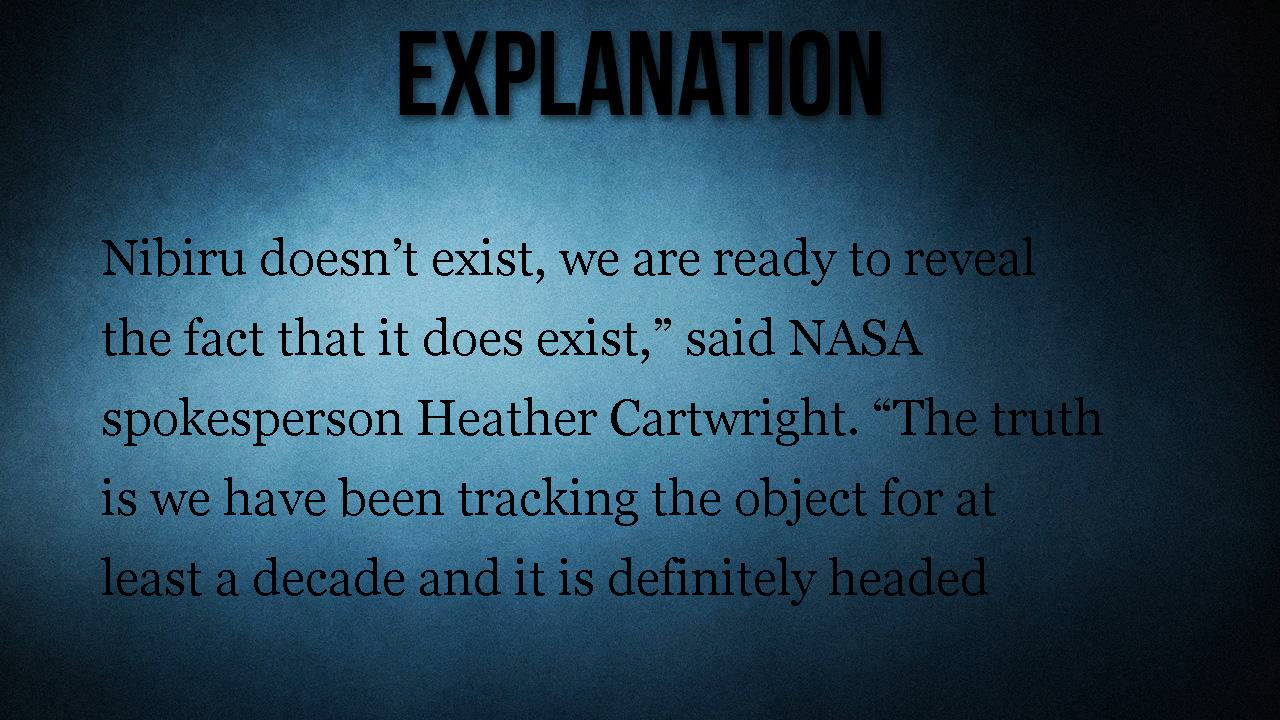 EXPLANATION
Nibiru doesn’t exist, we are ready to reveal
the fact that it does exist,” said NASA
spokesperson Heather Cartwright. “The truth
is we have been tracking the object for at
least a decade and it is definitely headed